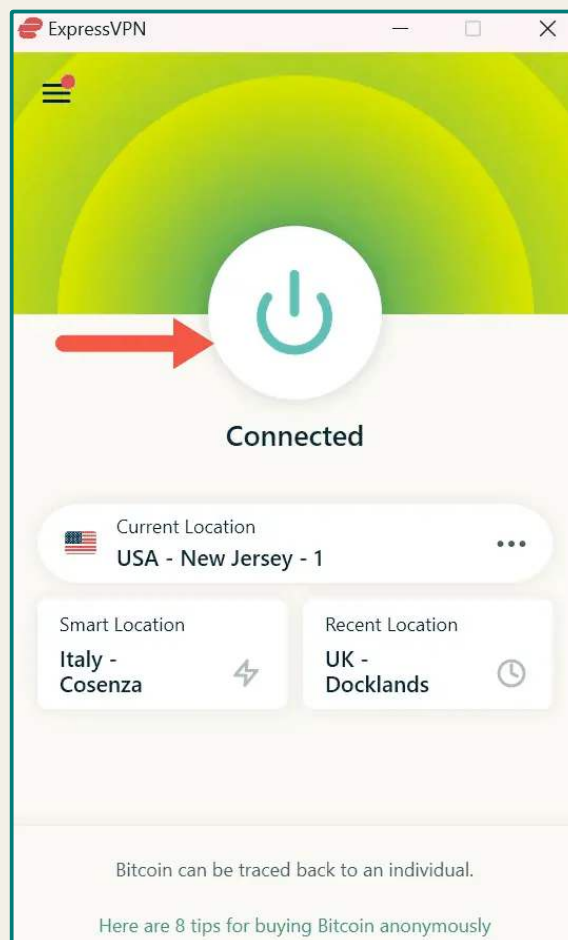 ExpressVPN
Connected
Current Location
USA - New Jersey - 1
Smart Location
Italy -
Cosenza
Recent Location
UK -
Docklands
Bitcoin can be traced back to an individual.
Here are 8 tips for buying Bitcoin anonymously